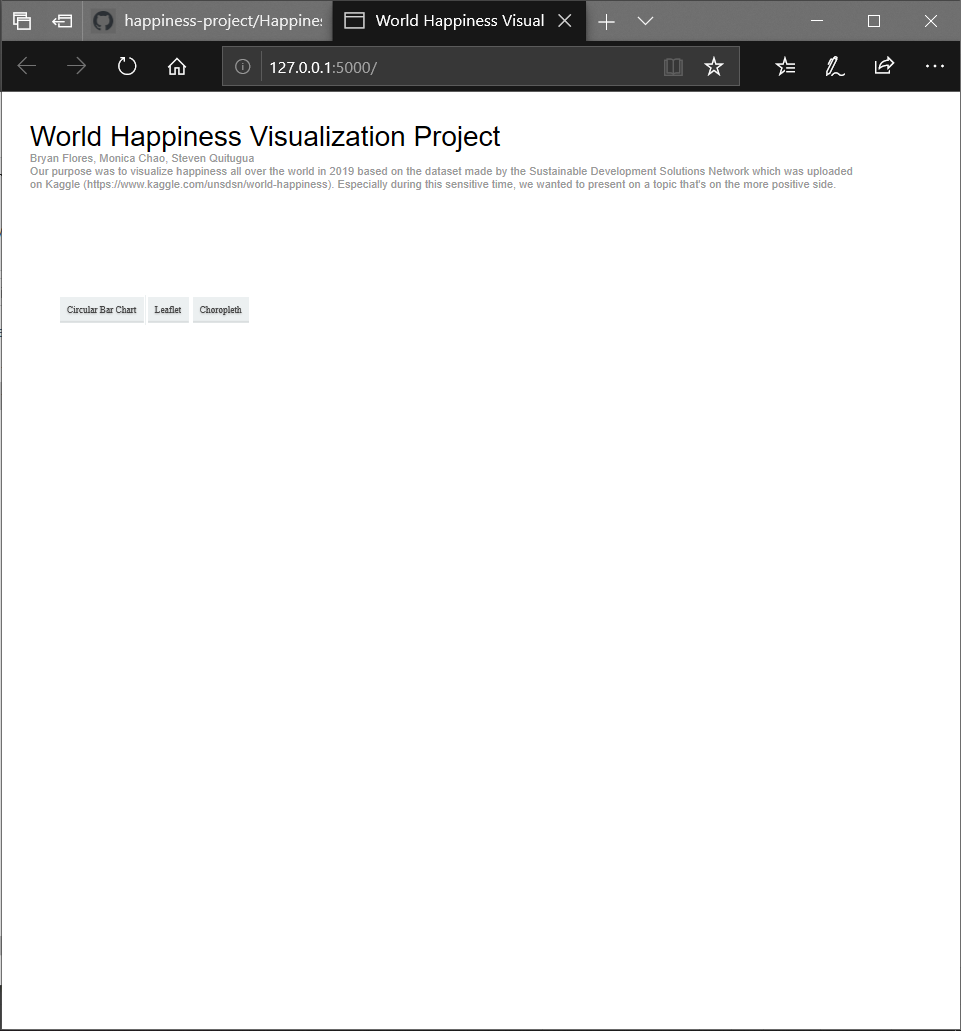 happiness-project/Happines
World Happiness Visual
127.0.0.1:5000/
World Happiness Visualization Project
Bryan Flores, Monica Chao, Steven Quitugua
Our purpose was to visualize happiness all over the world in 2019 based on the dataset made by the Sustainable Development Solutions Network which was uploaded
on Kaggle (https://www.kaggle.com/unsdsn/world-happiness). Especially during this sensitive time, we wanted to present on a topic that's on the more positive side.
Circular Bar Chart Leaflet Choropleth